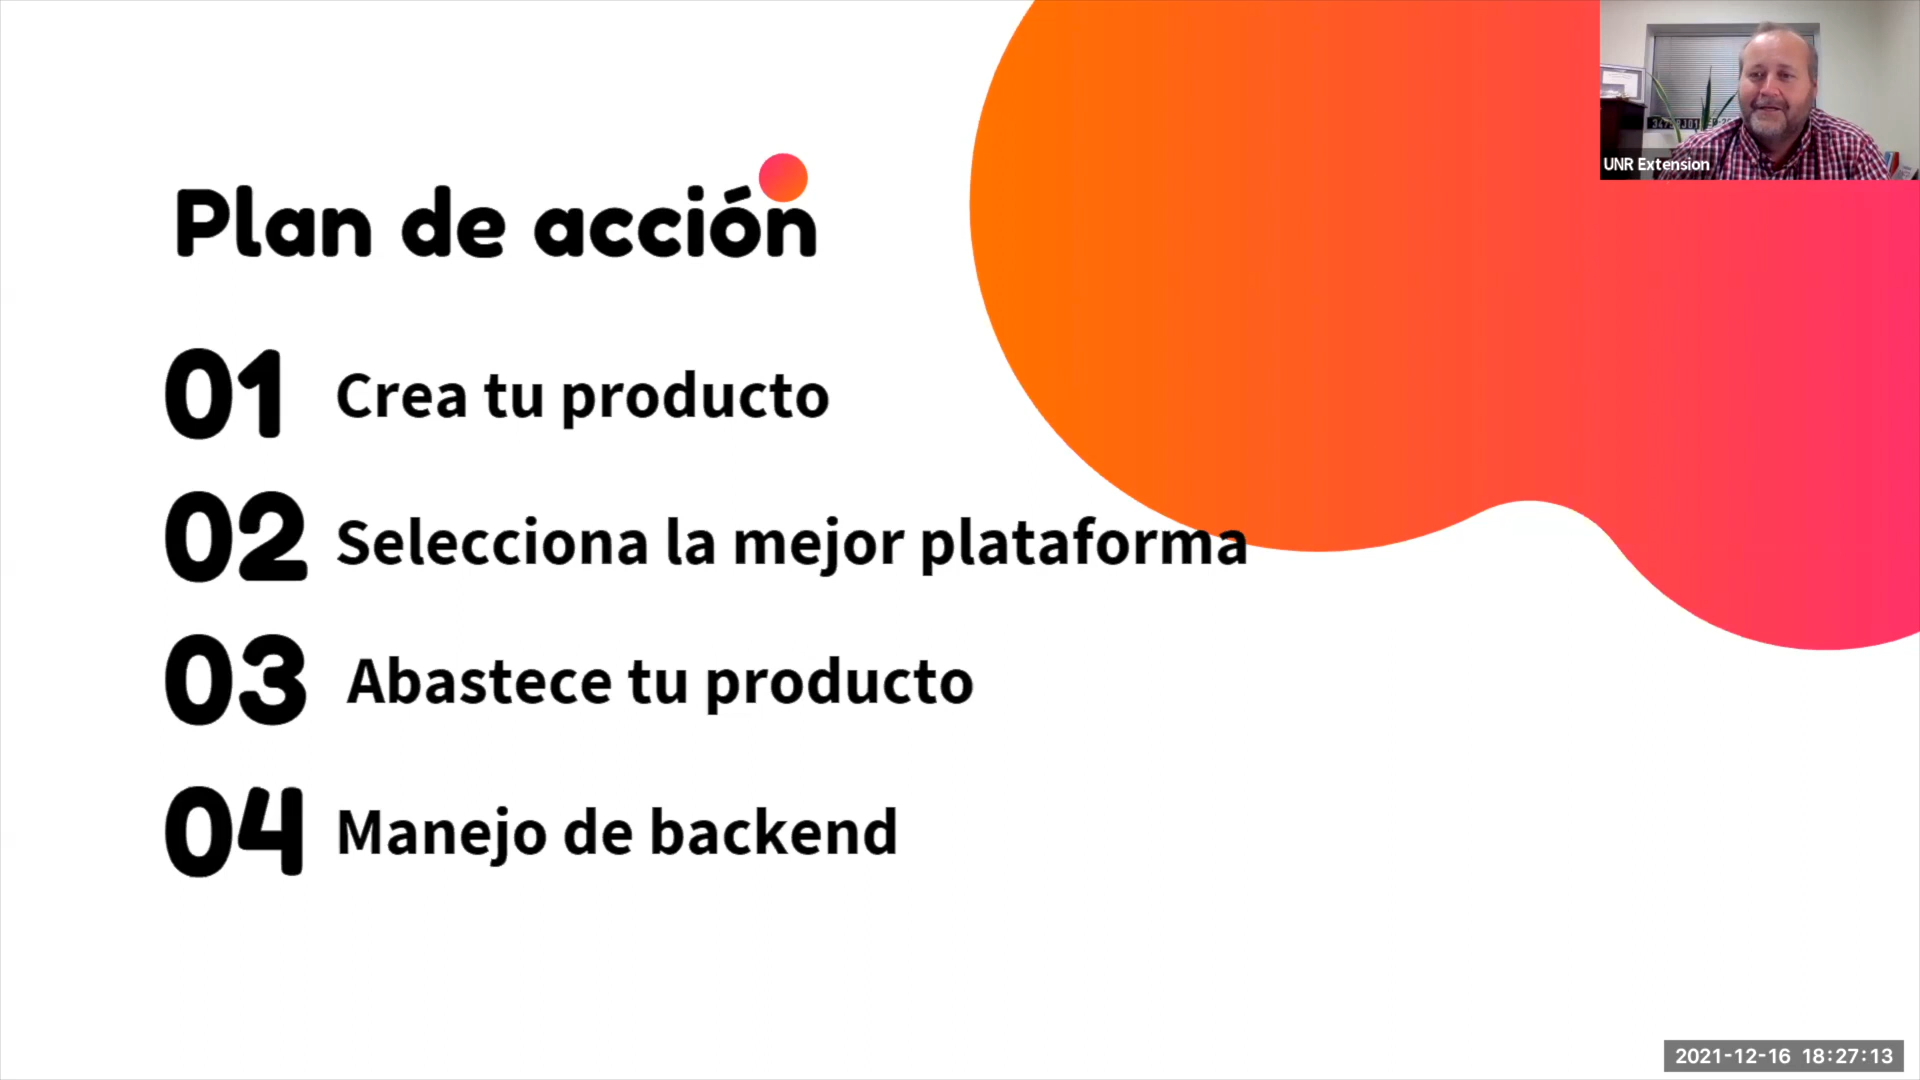 Plan de acción
01 Crea tu producto
02 Selecciona la mejor plataforma
03 Abastece tu producto
04 Manejo de backend
UNR Extension
2021-12-16 18:27:13